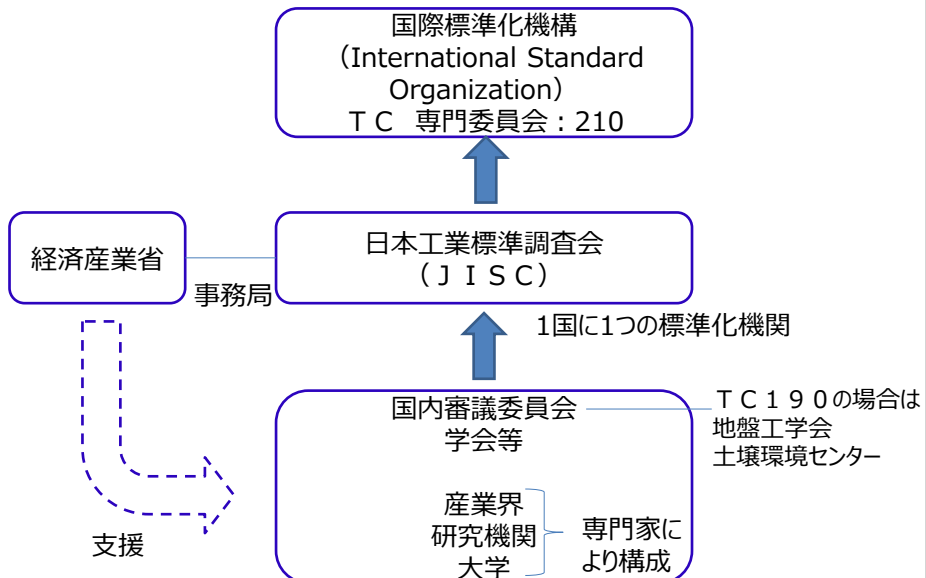 国際標準化機構
（International Standard
Organization）
ＴＣ 専門委員会：210
経済産業省
事務局
日本工業標準調査会
（ＪＩＳＣ）
1国に1つの標準化機関
国内審議委員会
学会等
ＴＣ１９０の場合は
地盤工学会
土壌環境センター
産業界
研究機関
大学
専門家に
より構成
支援